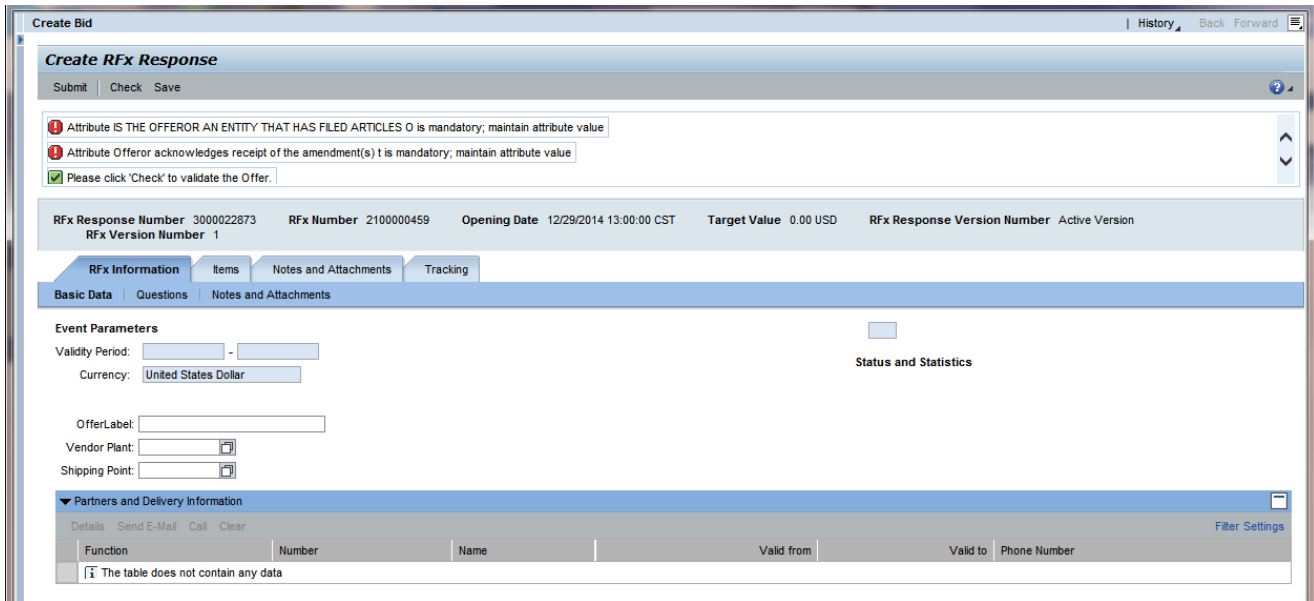 Create Bid | History Back Forward
Create RFx Response
Submit Check Save
Attribute IS THE OFFEROR AN ENTITY THAT HAS FILED ARTICLES O is mandatory; maintain attribute value
Attribute Offeror acknowledges receipt of the amendment(s) t is mandatory; maintain attribute value
Please click 'Check' to validate the Offer.
RFx Response Number 3000022873 RFx Number 2100000459 Opening Date 12/29/2014 13:00:00 CST Target Value 0.00 USD RFx Response Version Number Active Version
RFx Version Number 1
RFx Information Items Notes and Attachments Tracking
Basic Data Questions Notes and Attachments
Event Parameters
Validity Period: -
Status and Statistics
Currency: United States Dollar
OfferLabel:
Vendor Plant:
Shipping Point:
Partners and Delivery Information
Details Send E-Mail Call Clear Filter Settings
Function Number Name Valid from Valid to Phone Number
The table does not contain any data